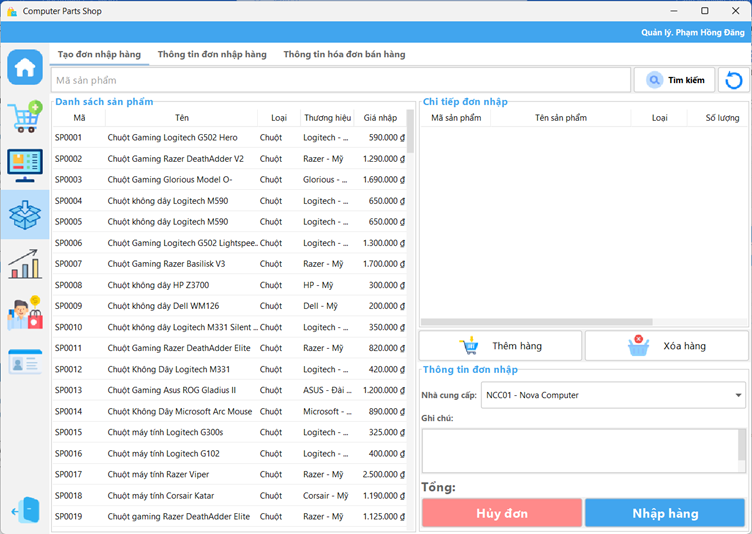 Computer Parts Shop
Quản lý. Phạm Hồng Đăng
Tạo đơn nhập hàng Thông tin đơn nhập hàng Thông tin hóa đơn bán hàng
Mã sản phẩm Tìm kiếm
Danh sách sản phẩm
Mã Tên Loại Thương hiệu Giá nhập
SP0001 Chuột Gaming Logitech G502 Hero Chuột Logitech - ... 590.000 ₫
SP0002 Chuột Gaming Razer DeathAdder V2 Chuột Razer - Mỹ 1.290.000 ₫
SP0003 Chuột Gaming Glorious Model O- Chuột Glorious - ... 1.690.000 ₫
SP0004 Chuột không dây Logitech M590 Chuột Logitech - ... 650.000 ₫
SP0005 Chuột không dây Logitech M590 Chuột Logitech - ... 650.000 ₫
SP0006 Chuột Gaming Logitech G502 Lightspee.. Chuột Logitech - ... 1.300.000 ₫
SP0007 Chuột Gaming Razer Basilisk V3 Chuột Razer - Mỹ 1.700.000 ₫
SP0008 Chuột không dây HP Z3700 Chuột HP - Mỹ 300.000 ₫
SP0009 Chuột không dây Dell WM126 Chuột Dell - Mỹ 200.000 ₫
SP0010 Chuột không dây Logitech M331 Silent ... Chuột Logitech - ... 350.000 ₫
SP0011 Chuột Gaming Razer DeathAdder Elite Chuột Razer - Mỹ 820.000 ₫
SP0012 Chuột Không Dây Logitech M331 Chuột Logitech - ... 420.000 ₫
SP0013 Chuột Gaming Asus ROG Gladius II Chuột ASUS - Đài ... 1.200.000 ₫
SP0014 Chuột Không Dây Microsoft Arc Mouse Chuột Microsoft - ... 890.000 ₫
SP0015 Chuột máy tính Logitech G300s Chuột Logitech - ... 325.000 ₫
SP0016 Chuột máy tính Logitech G102 Chuột Logitech - ... 400.000 ₫
SP0017 Chuột máy tính Razer Viper Chuột Razer - Mỹ 2.500.000 ₫
SP0018 Chuột máy tính Corsair Katar Chuột Corsair - Mỹ 1.190.000 ₫
SP0019 Chuột gaming Razer DeathAdder Elite Chuột Razer - Mỹ 1.125.000 ₫
Chi tiếp đơn nhập
Mã sản phẩm Tên sản phẩm Loại Số lượng
Thêm hàng Xóa hàng
Thông tin đơn nhập
Nhà cung cấp: NCC01 - Nova Computer
Ghi chú:
Tổng:
Hủy đơn Nhập hàng